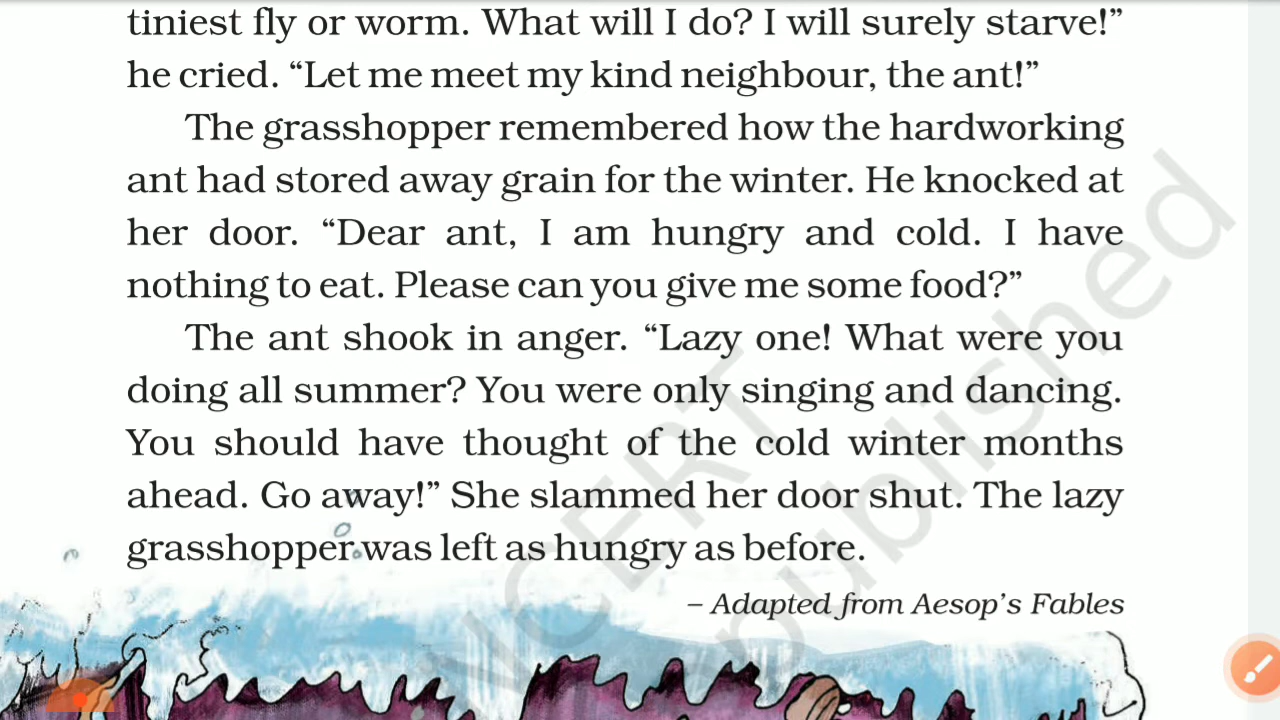 tiniest fly or worm. What will I do? I will surely starve!”
he cried. “Let me meet my kind neighbour, the ant!”
The grasshopper remembered how the hardworking
ant had stored away grain for the winter. He knocked at
her door. “Dear ant, I am hungry and cold. I have
nothing to eat. Please can you give me some food?”
The ant shook in anger. “Lazy one! What were you
doing all summer? You were only singing and dancing.
You should have thought of the cold winter months
ahead. Go away!” She slammed her door shut. The lazy
grasshopper was left as hungry as before.
– Adapted from Aesop’s Fables
NCERT
published